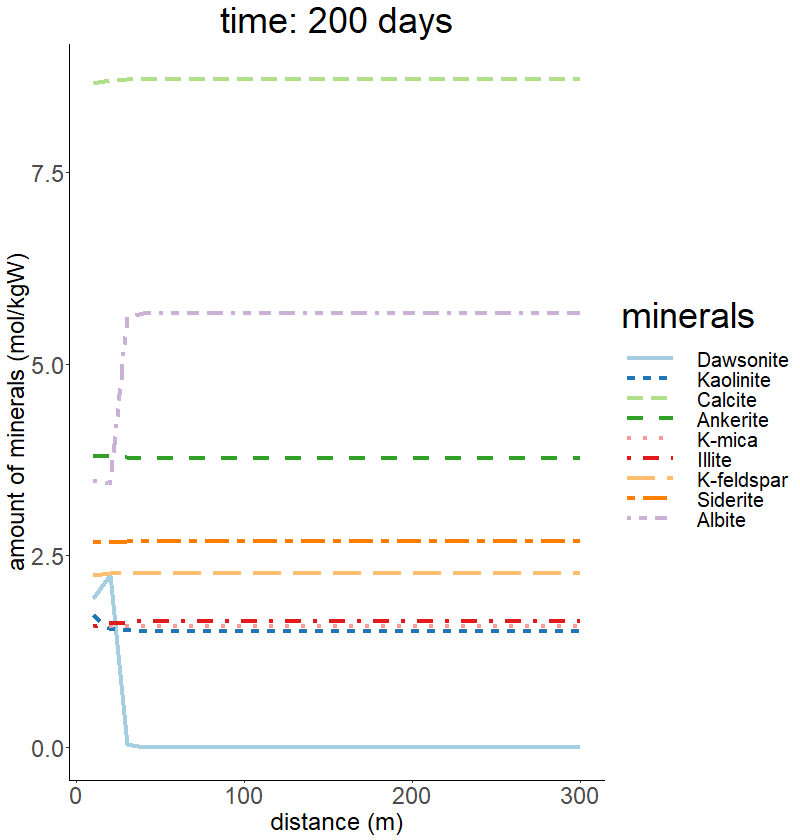 time: 200 days
amount of minerals (mol/kgW)
7.5
5.0
2.5
0.0
0
100
200
300
distance (m)
minerals
Dawsonite
Kaolinite
Calcite
Ankerite
K-mica
Illite
K-feldspar
Siderite
Albite